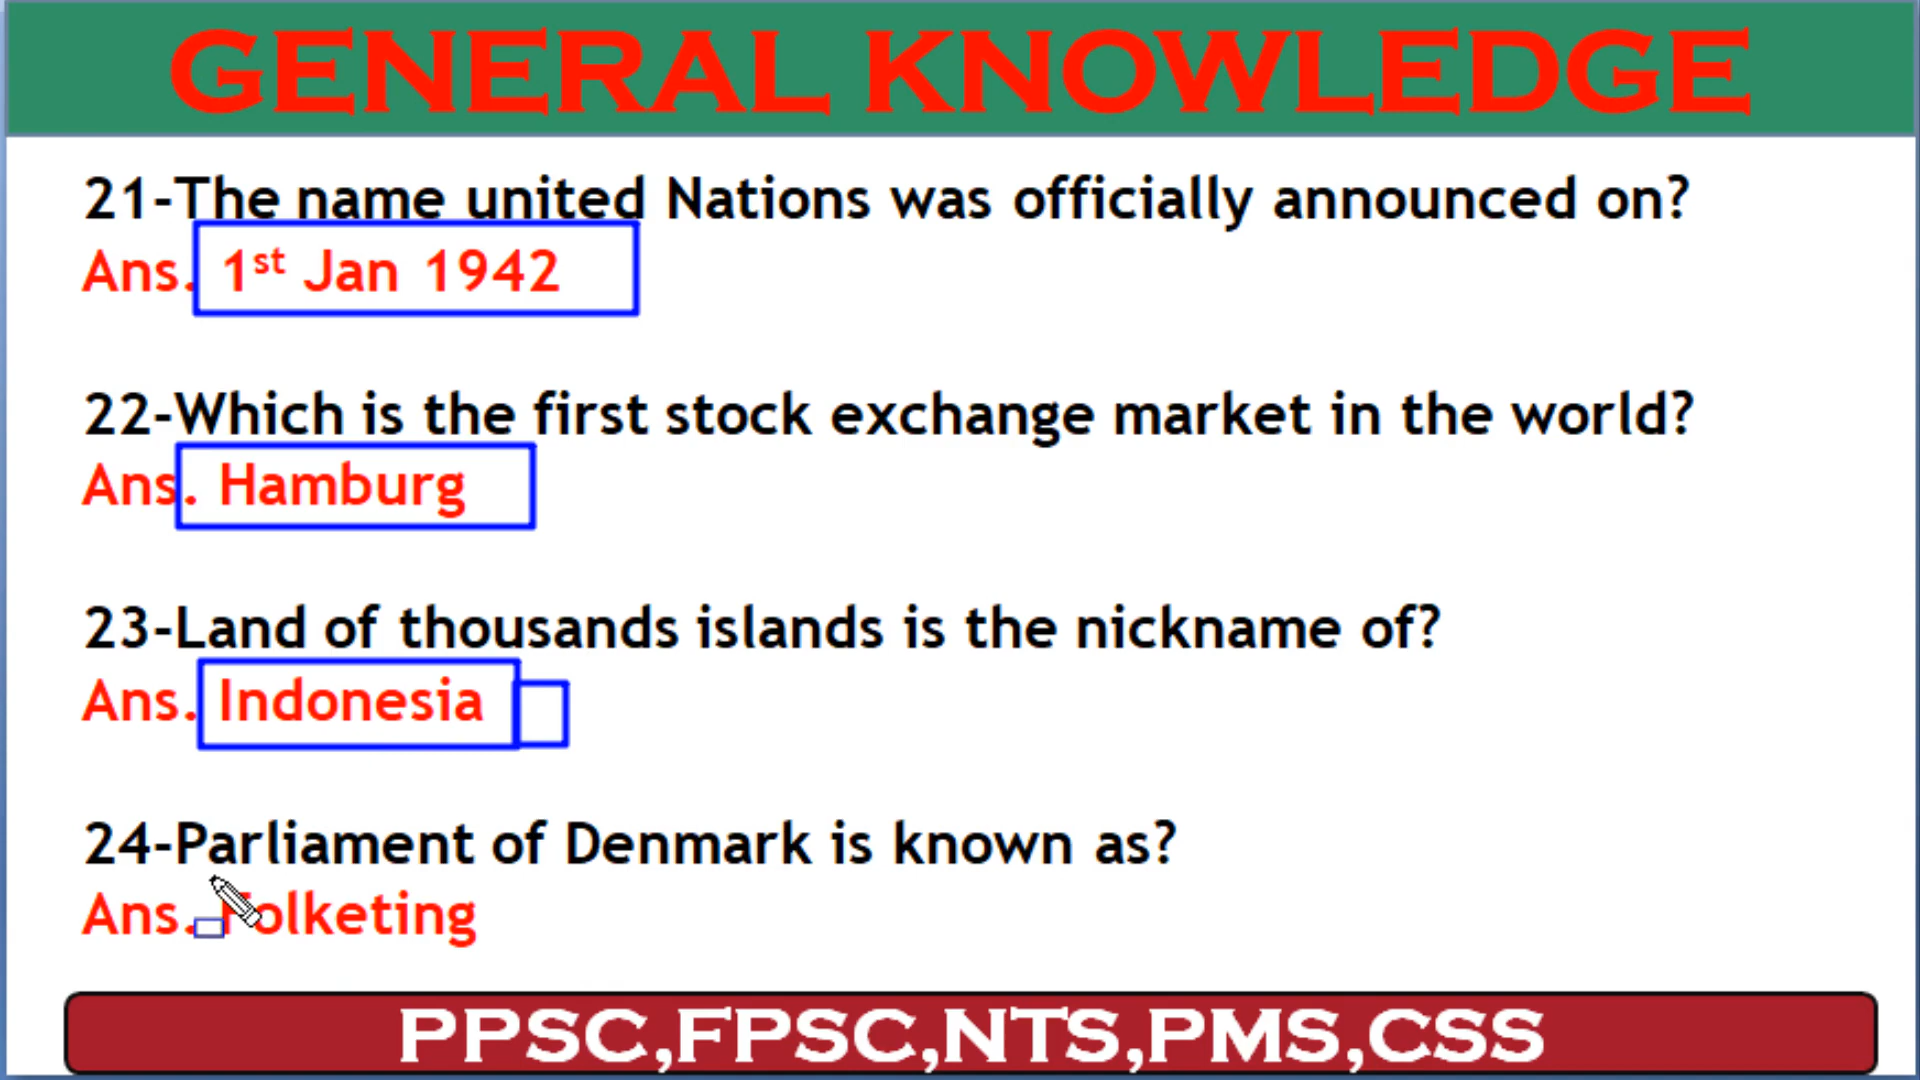 GENERAL KNOWLEDGE
21-The name united Nations was officially announced on?
Ans. 1st Jan 1942
22-Which is the first stock exchange market in the world?
Ans. Hamburg
23-Land of thousands islands is the nickname of?
Ans. Indonesia
24-Parliament of Denmark is known as?
Ans. Folketing
PPSC,FPSC,NTS,PMS,CSS